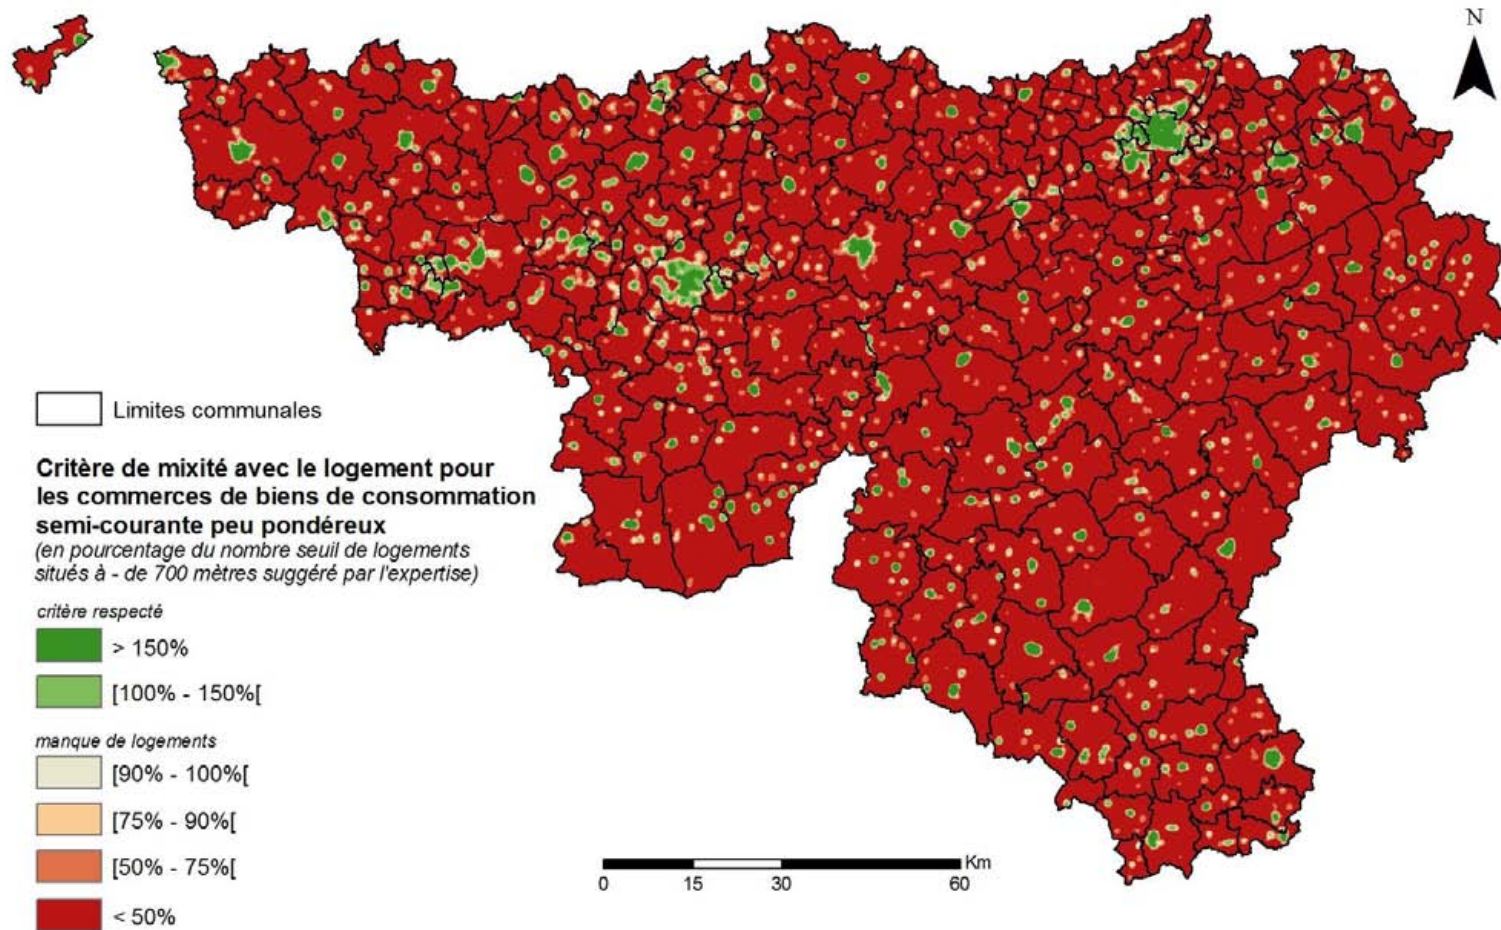 N
Limites communales
Critère de mixité avec le logement pour
les commerces de biens de consommation
semi-courante peu pondéreux
(en pourcentage du nombre seuil de logements
situés à - de 700 mètres suggéré par l'expertise)
critère respecté
> 150%
[100% - 150%[
manque de logements
[90% - 100%[
[75% - 90%[
[50% - 75%[
< 50%
Km
0 15 30 60